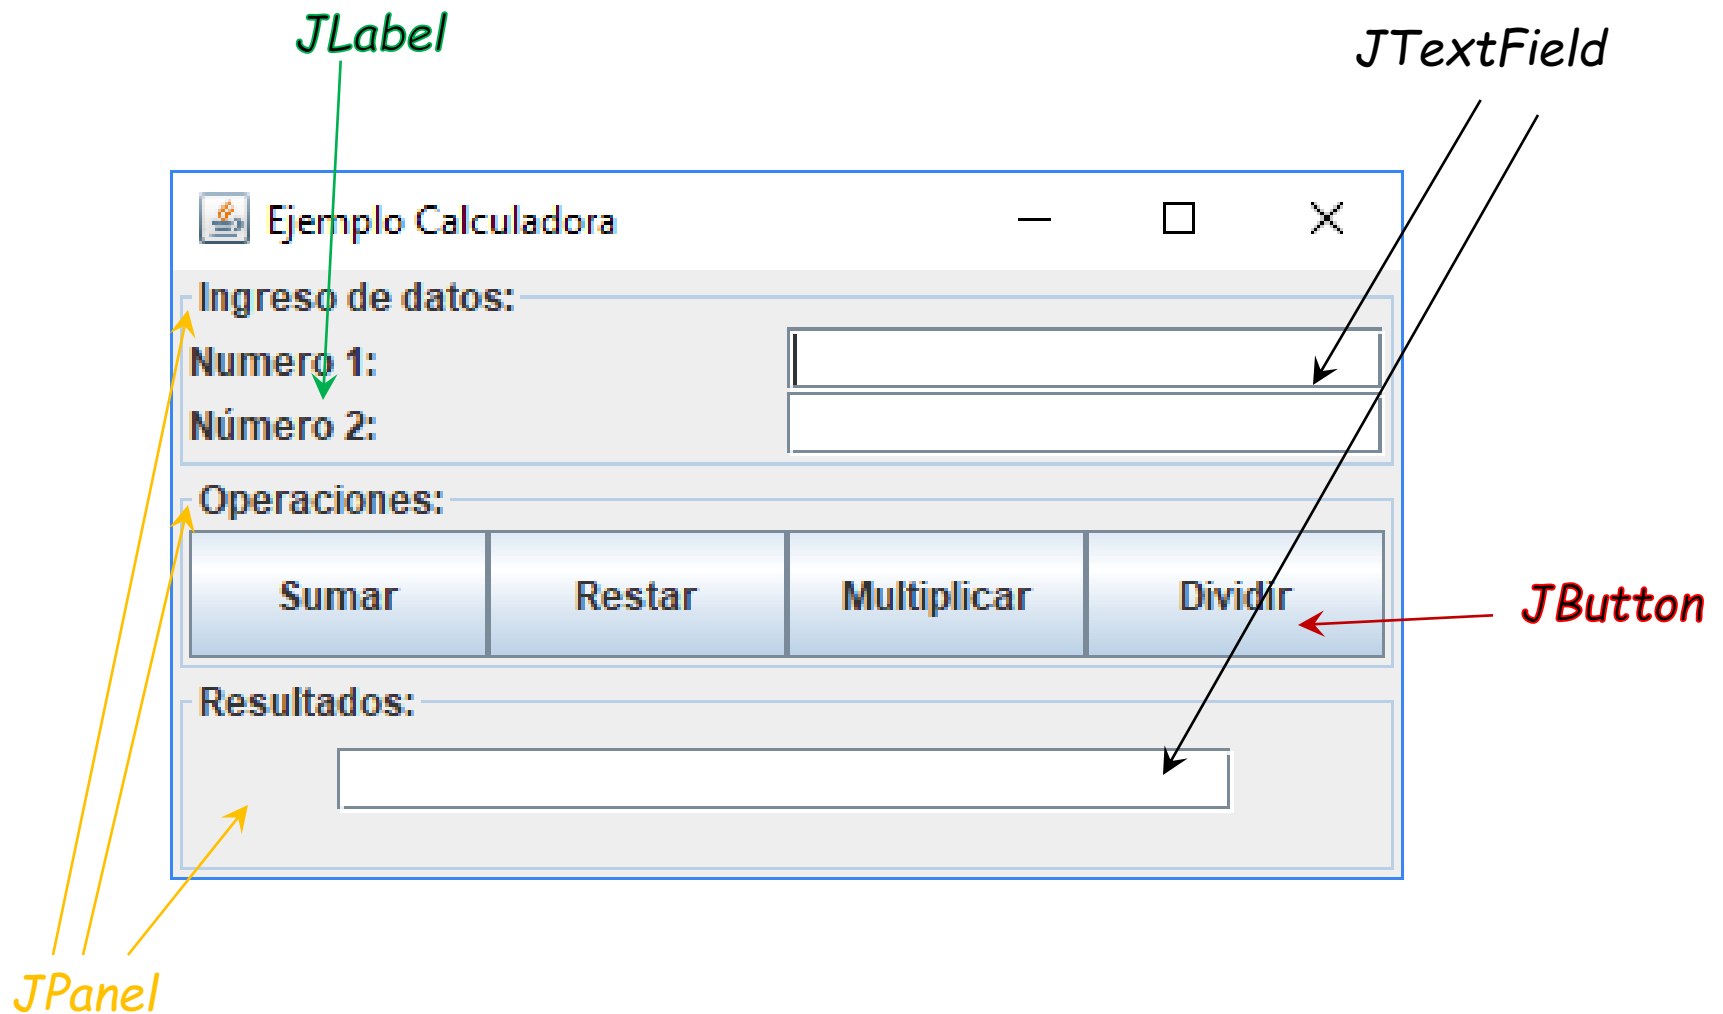 JLabel
JTextField
Ejemplo Calculadora
Ingreso de datos:
Numero 1:
Número 2:
Operaciones:
Sumar
Restar
Multiplicar
Dividir
JButton
Resultados:
JPanel